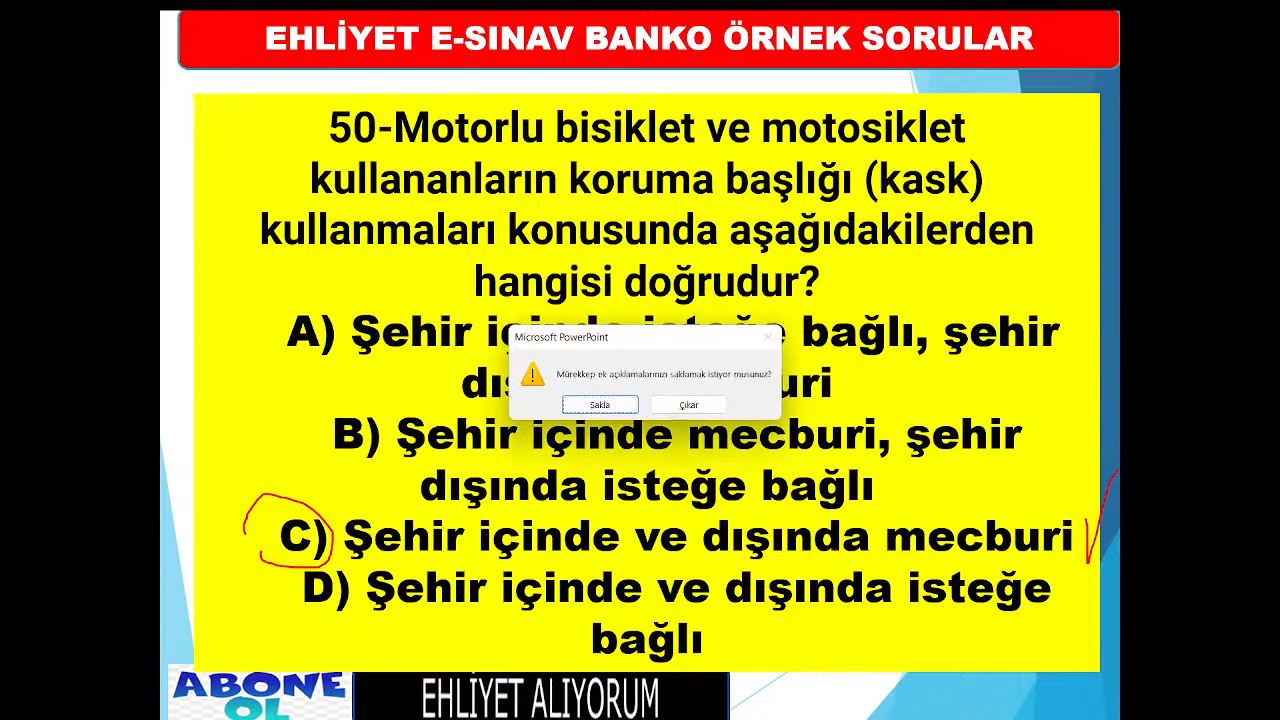 EHLİYET E-SINAV BANKO ÖRNEK SORULAR
50-Motorlu bisiklet ve motosiklet
kullananların koruma başlığı (kask)
kullanmaları konusunda aşağıdakilerden
hangisi doğrudur?
A) Şehir içinde isteğe bağlı, şehir
Microsoft PowerPoint
Mürekkep ek açıklamalarınızı saklamak istiyor musunuz?
Sakla Çıkar
B) Şehir içinde mecburi, şehir
dışında isteğe bağlı
C) Şehir içinde ve dışında mecburi
D) Şehir içinde ve dışında isteğe
bağlı
ABONE
OL
EHLİYET ALIYORUM